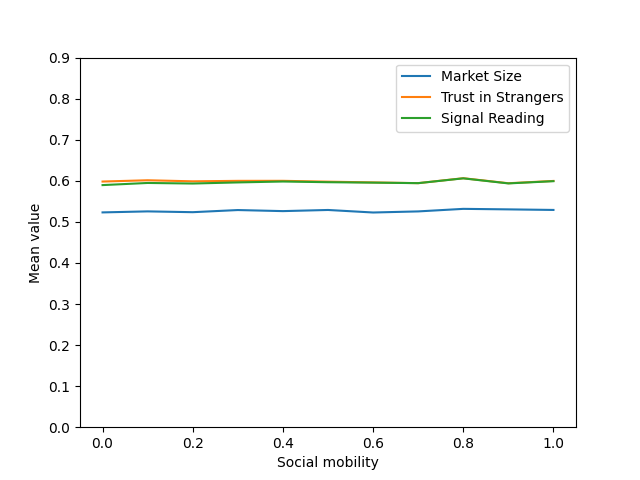 0.9
0.8
0.7
0.6
0.5
0.4
0.3
0.2
0.1
0.0
Mean value
Market Size
Trust in Strangers
Signal Reading
0.0 0.2 0.4 0.6 0.8 1.0
Social mobility